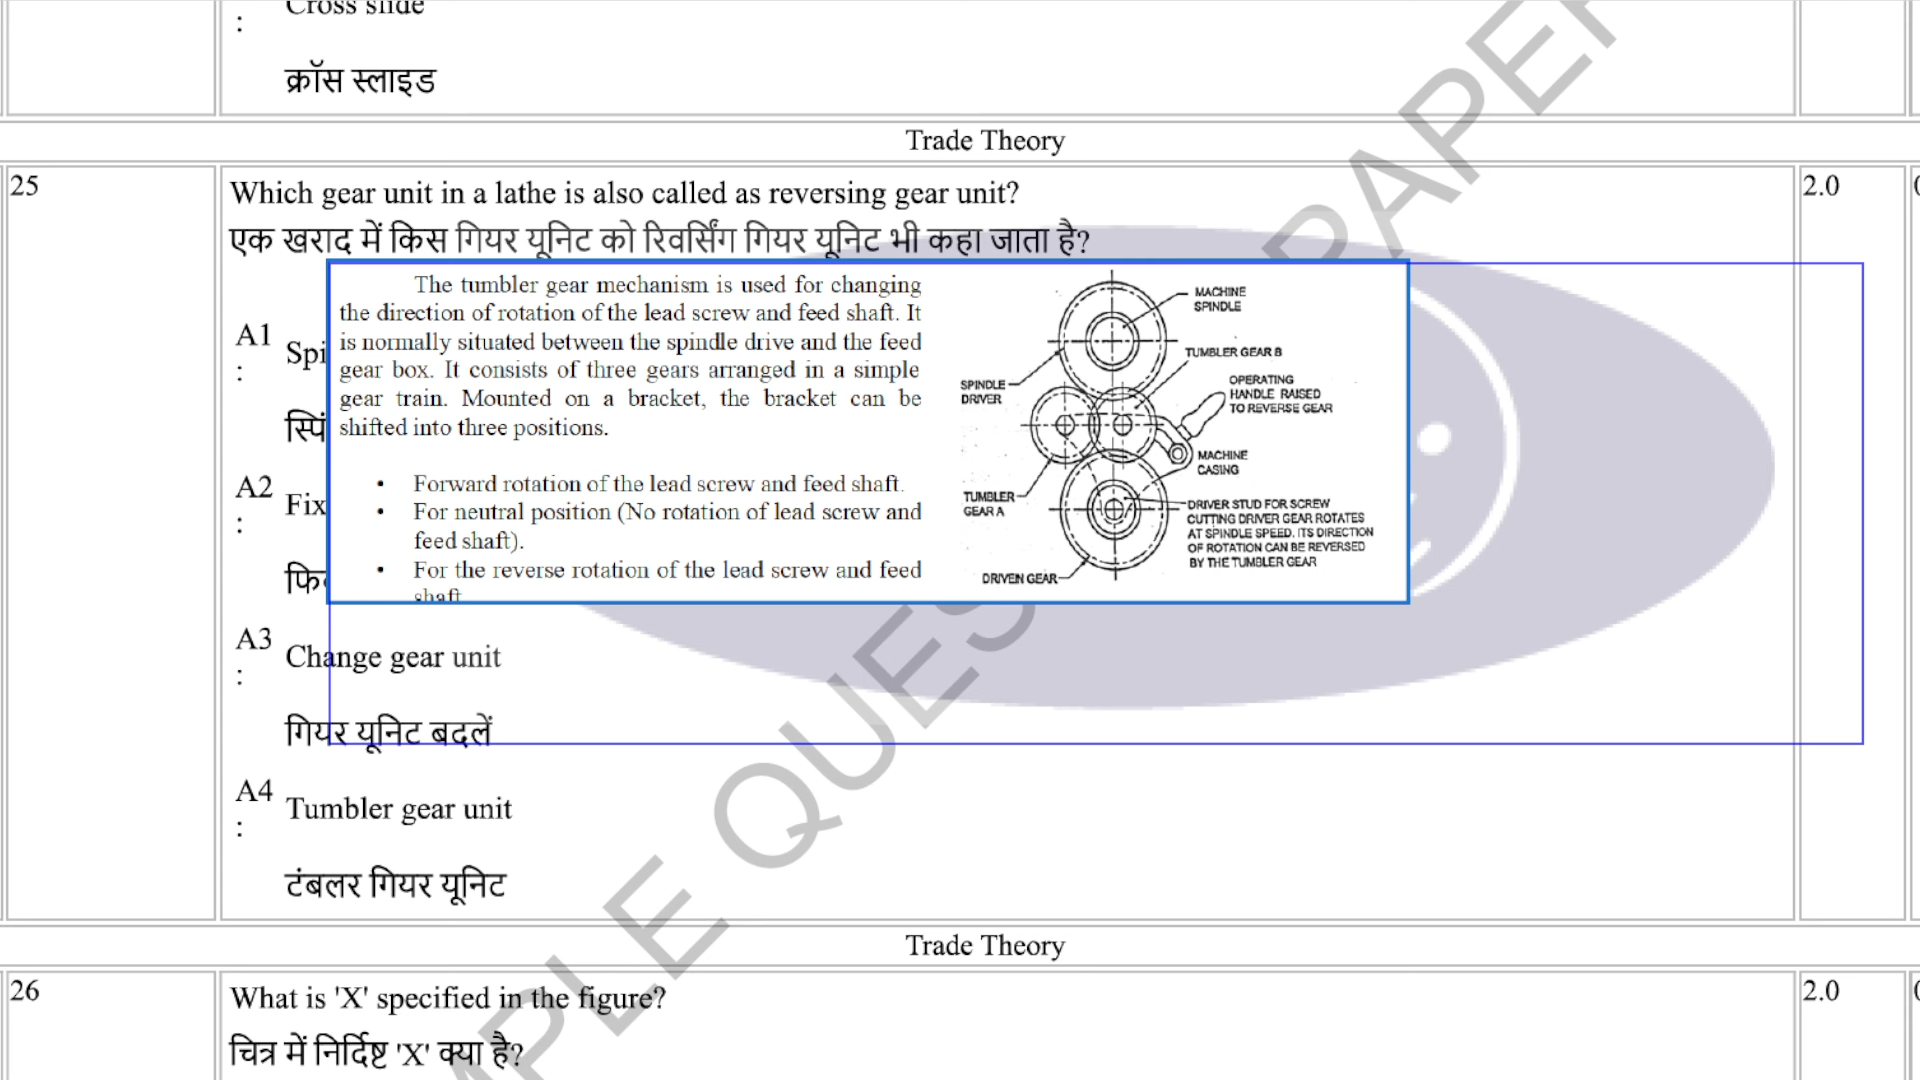 Cross slide
:
क्रॉस स्लाइड
Trade Theory
25
Which gear unit in a lathe is also called as reversing gear unit?
2.0
एक खराद में किस गियर यूनिट को रिवर्सिंग गियर यूनिट भी कहा जाता है?
The tumbler gear mechanism is used for changing
the direction of rotation of the lead screw and feed shaft. It
is normally situated between the spindle drive and the feed
gear box. It consists of three gears arranged in a simple
gear train. Mounted on a bracket, the bracket can be
shifted into three positions.
• Forward rotation of the lead screw and feed shaft.
• For neutral position (No rotation of lead screw and
feed shaft).
• For the reverse rotation of the lead screw and feed
shaft
MACHINE
SPINDLE
TUMBLER GEAR B
SPINDLE
DRIVER
OPERATING
HANDLE RAISED
TO REVERSE GEAR
MACHINE
CASING
TUMBLER
GEAR A
DRIVER STUD FOR SCREW
CUTTING DRIVER GEAR ROTATES
AT SPINDLE SPEED. ITS DIRECTION
OF ROTATION CAN BE REVERSED
BY THE TUMBLER GEAR
DRIVEN GEAR
A1
:
Spi
A2
:
Fix
A3
:
Change gear unit
गियर यूनिट बदलें
A4
:
Tumbler gear unit
टंबलर गियर यूनिट
Trade Theory
26
What is 'X' specified in the figure?
2.0
चित्र में निर्दिष्ट 'X' क्या है?